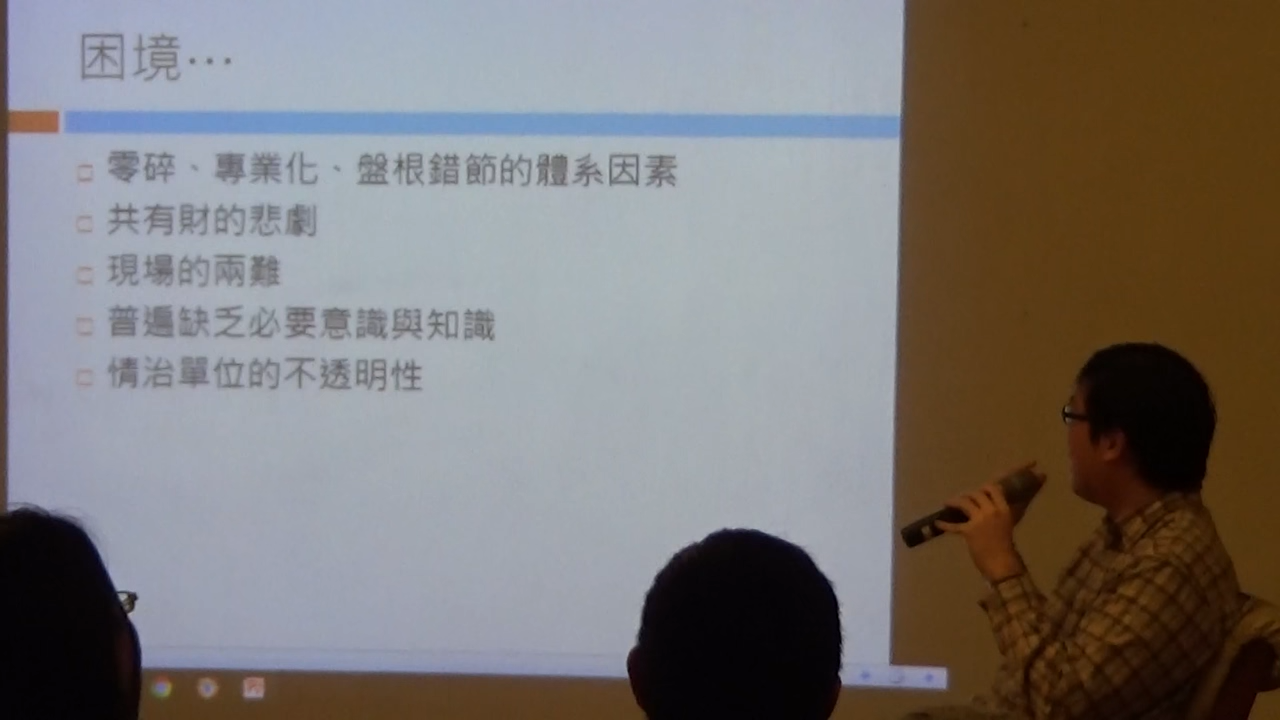 困境…
零碎、專業化、盤根錯節的體系因素
共有財的悲劇
現場的兩難
普遍缺乏必要意識與知識
情治單位的不透明性